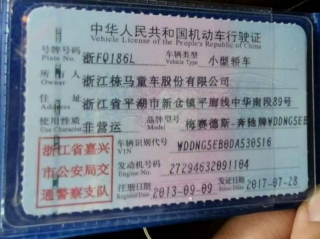 中华人民共和国机动车行驶证
Vehicle License of the People's Republic of China
号牌号码 浙FQ186L 车辆类型 小型轿车
Plate No. Vehicle Type
所有人 浙江栋马童车股份有限公司
Owner
住址 浙江省平湖市新仓镇平廊线中华南段89号
Address
使用性质 非营运 品牌型号 梅赛德斯-奔驰牌WDDNG5EB
Use Character Model
浙江省嘉兴 车辆识别代号 WDDNG5EB0DA530516
VIN
市公安局交 发动机号码 27294632091104
Engine No.
通警察支队 注册日期 2013-09-09 发证日期 2017-07-28
Register Date Issue Date